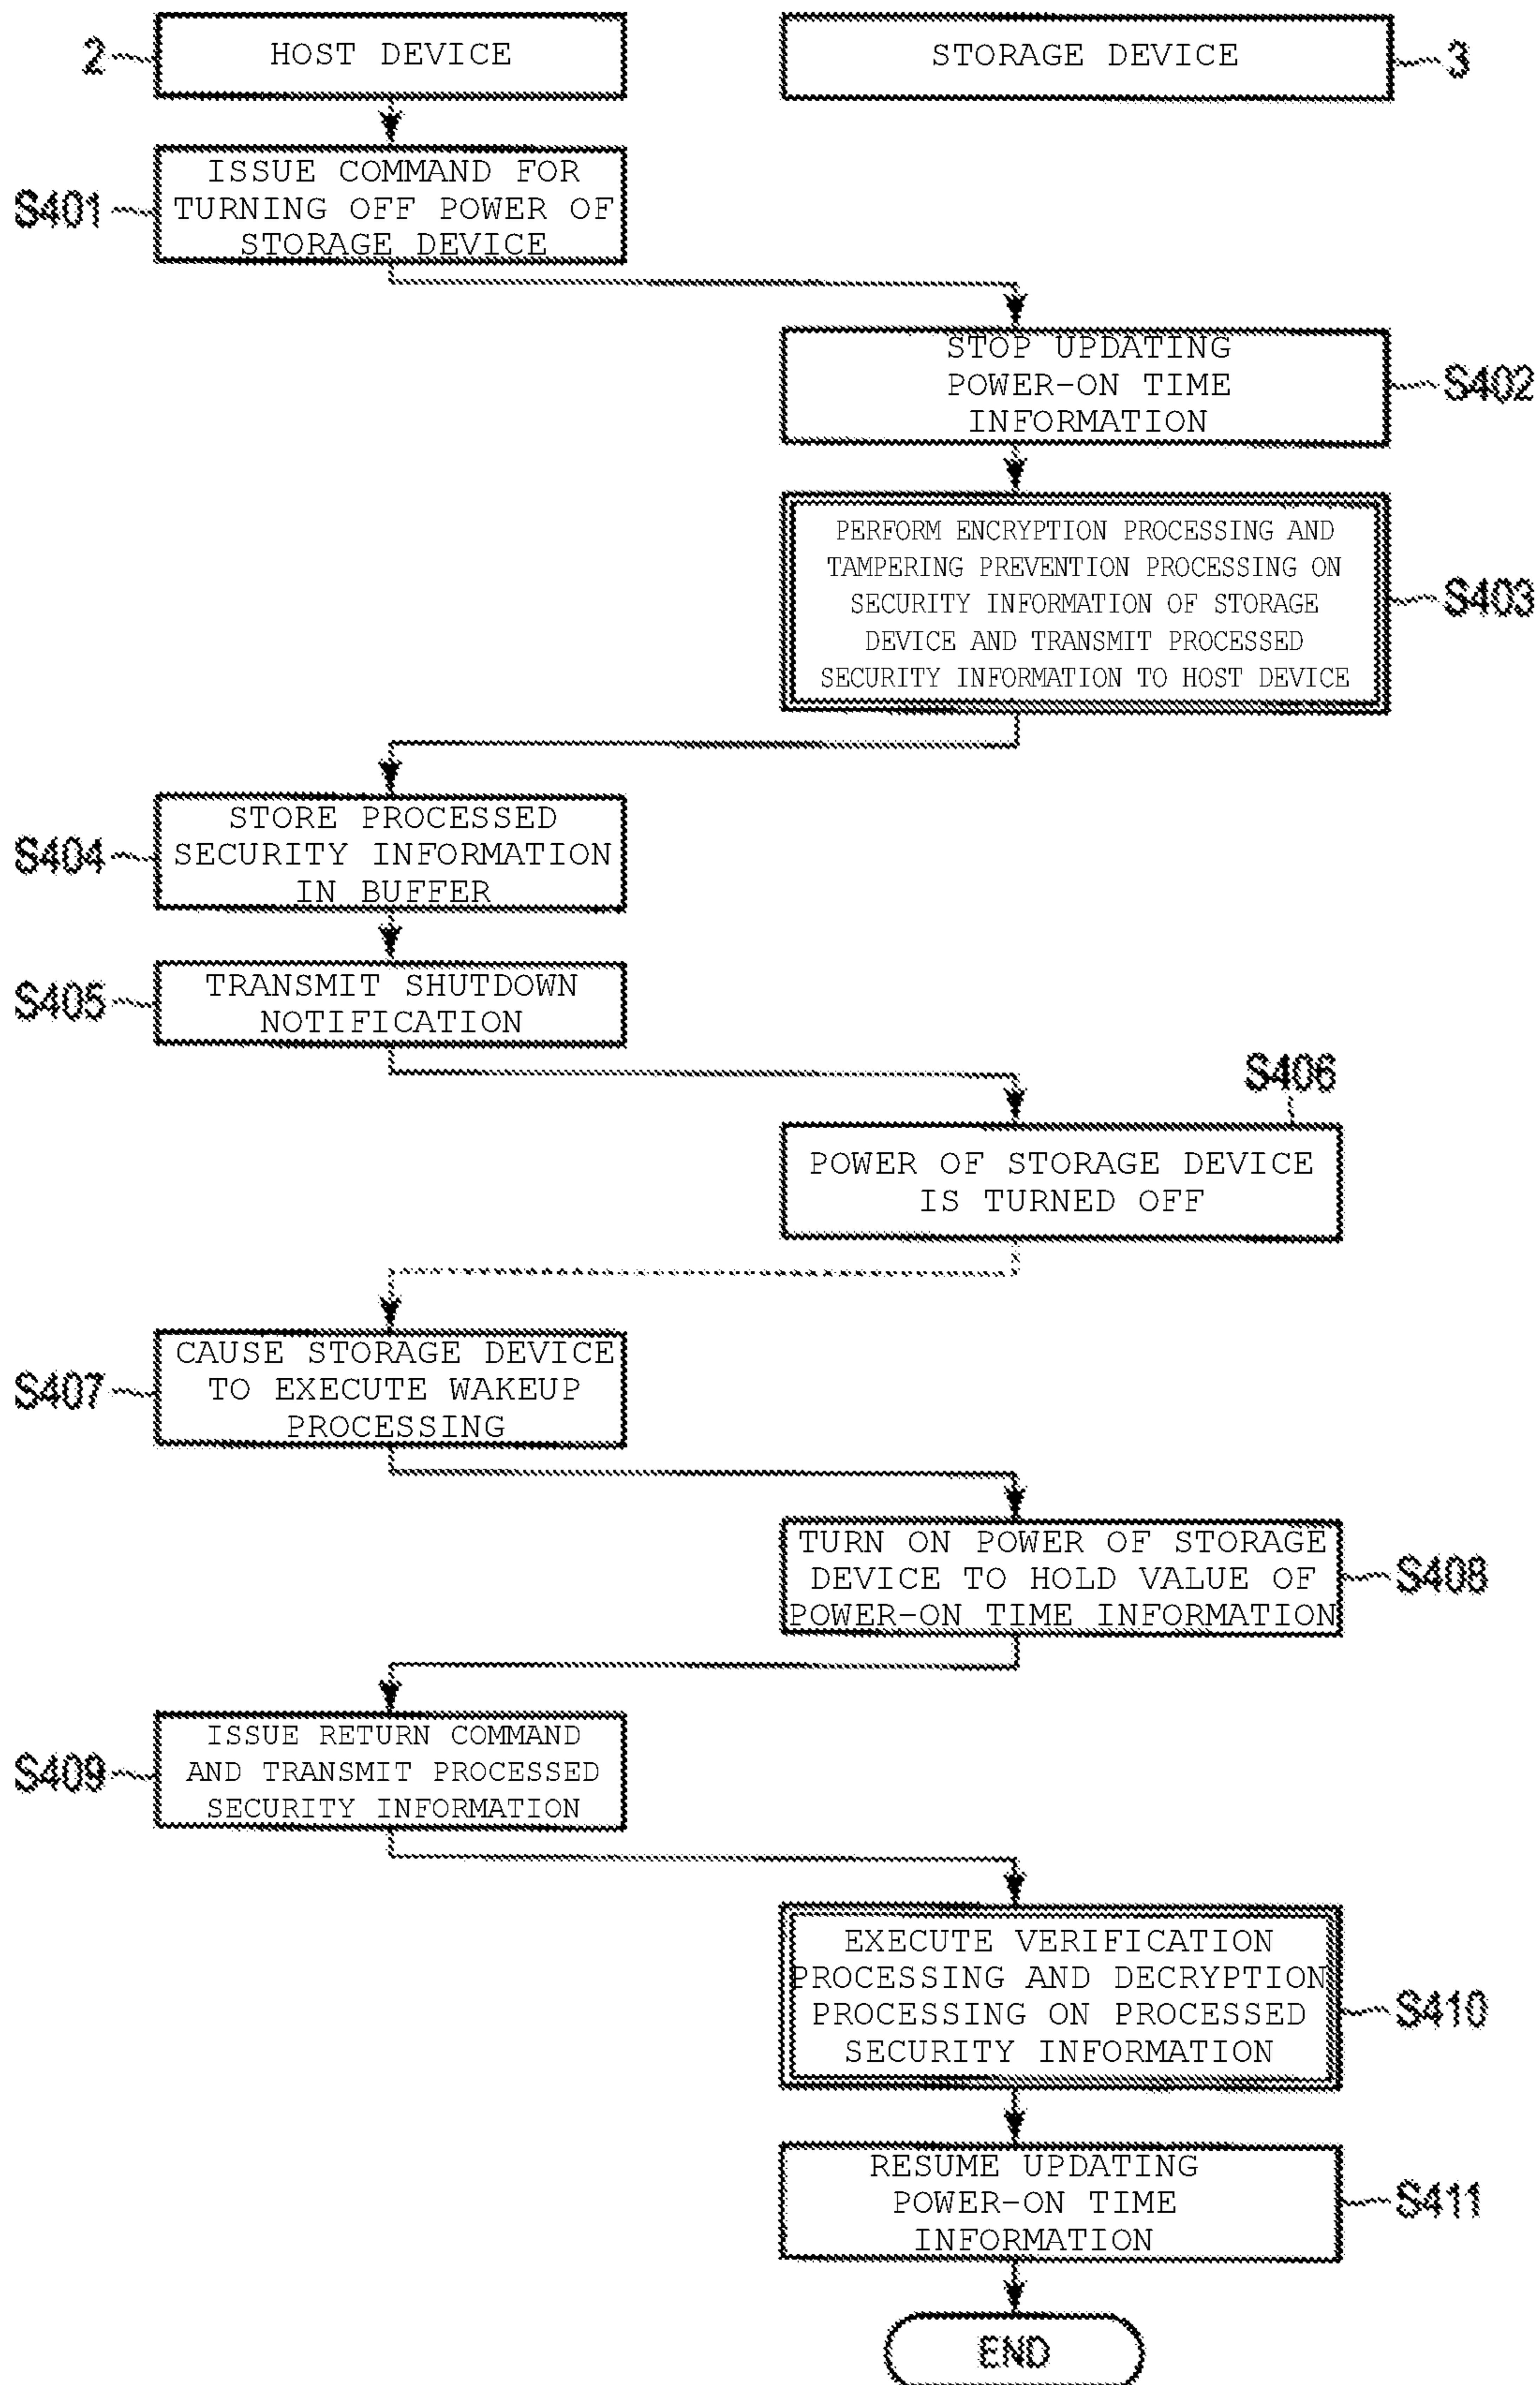 2
HOST DEVICE
STORAGE DEVICE
3
S401
ISSUE COMMAND FOR
TURNING OFF POWER OF
STORAGE DEVICE
STOP UPDATING
POWER-ON TIME
INFORMATION
S402
PERFORM ENCRYPTION PROCESSING AND
TAMPERING PREVENTION PROCESSING ON
SECURITY INFORMATION OF STORAGE
DEVICE AND TRANSMIT PROCESSED
SECURITY INFORMATION TO HOST DEVICE
S403
S404
STORE PROCESSED
SECURITY INFORMATION
IN BUFFER
S405
TRANSMIT SHUTDOWN
NOTIFICATION
S406
POWER OF STORAGE DEVICE
IS TURNED OFF
S407
CAUSE STORAGE DEVICE
TO EXECUTE WAKEUP
PROCESSING
TURN ON POWER OF STORAGE
DEVICE TO HOLD VALUE OF
POWER-ON TIME INFORMATION
S408
S409
ISSUE RETURN COMMAND
AND TRANSMIT PROCESSED
SECURITY INFORMATION
EXECUTE VERIFICATION
PROCESSING AND DECRYPTION
PROCESSING ON PROCESSED
SECURITY INFORMATION
S410
RESUME UPDATING
POWER-ON TIME
INFORMATION
S411
END